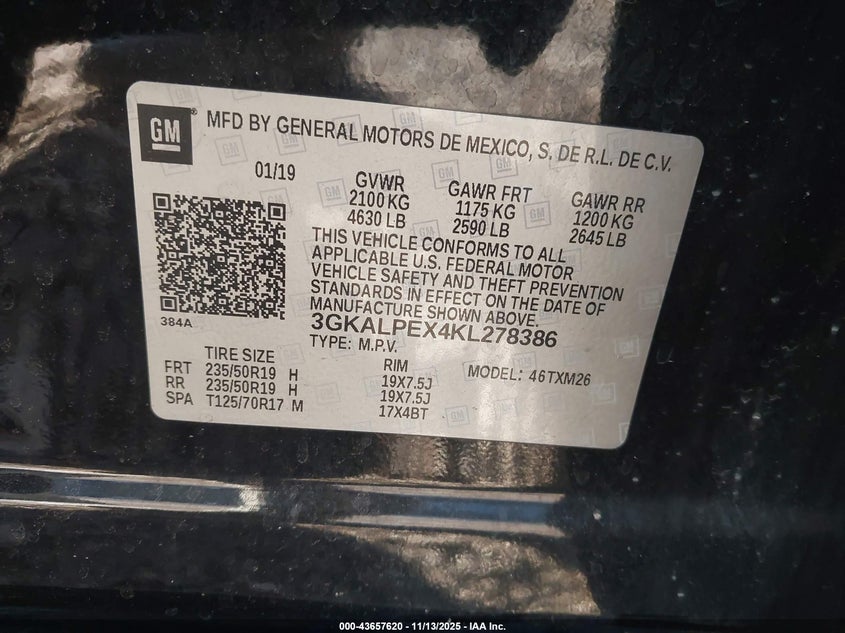 GM
MFD BY GENERAL MOTORS DE MEXICO, S. DE R.L. DE C.V.
01/19
GVWR GAWR FRT GAWR RR
2100 KG 1175 KG 1200 KG
4630 LB 2590 LB 2645 LB
THIS VEHICLE CONFORMS TO ALL
APPLICABLE U.S. FEDERAL MOTOR
VEHICLE SAFETY AND THEFT PREVENTION
STANDARDS IN EFFECT ON THE DATE OF
MANUFACTURE SHOWN ABOVE.
384A
3GKALPEX4KL278386
TYPE: M.P.V.
TIRE SIZE RIM MODEL: 46TXM26
FRT 235/50R19 H 19X7.5J
RR 235/50R19 H 19X7.5J
SPA T125/70R17 M 17X4BT
000-43657620 - 11/13/2025 - IAA Inc.